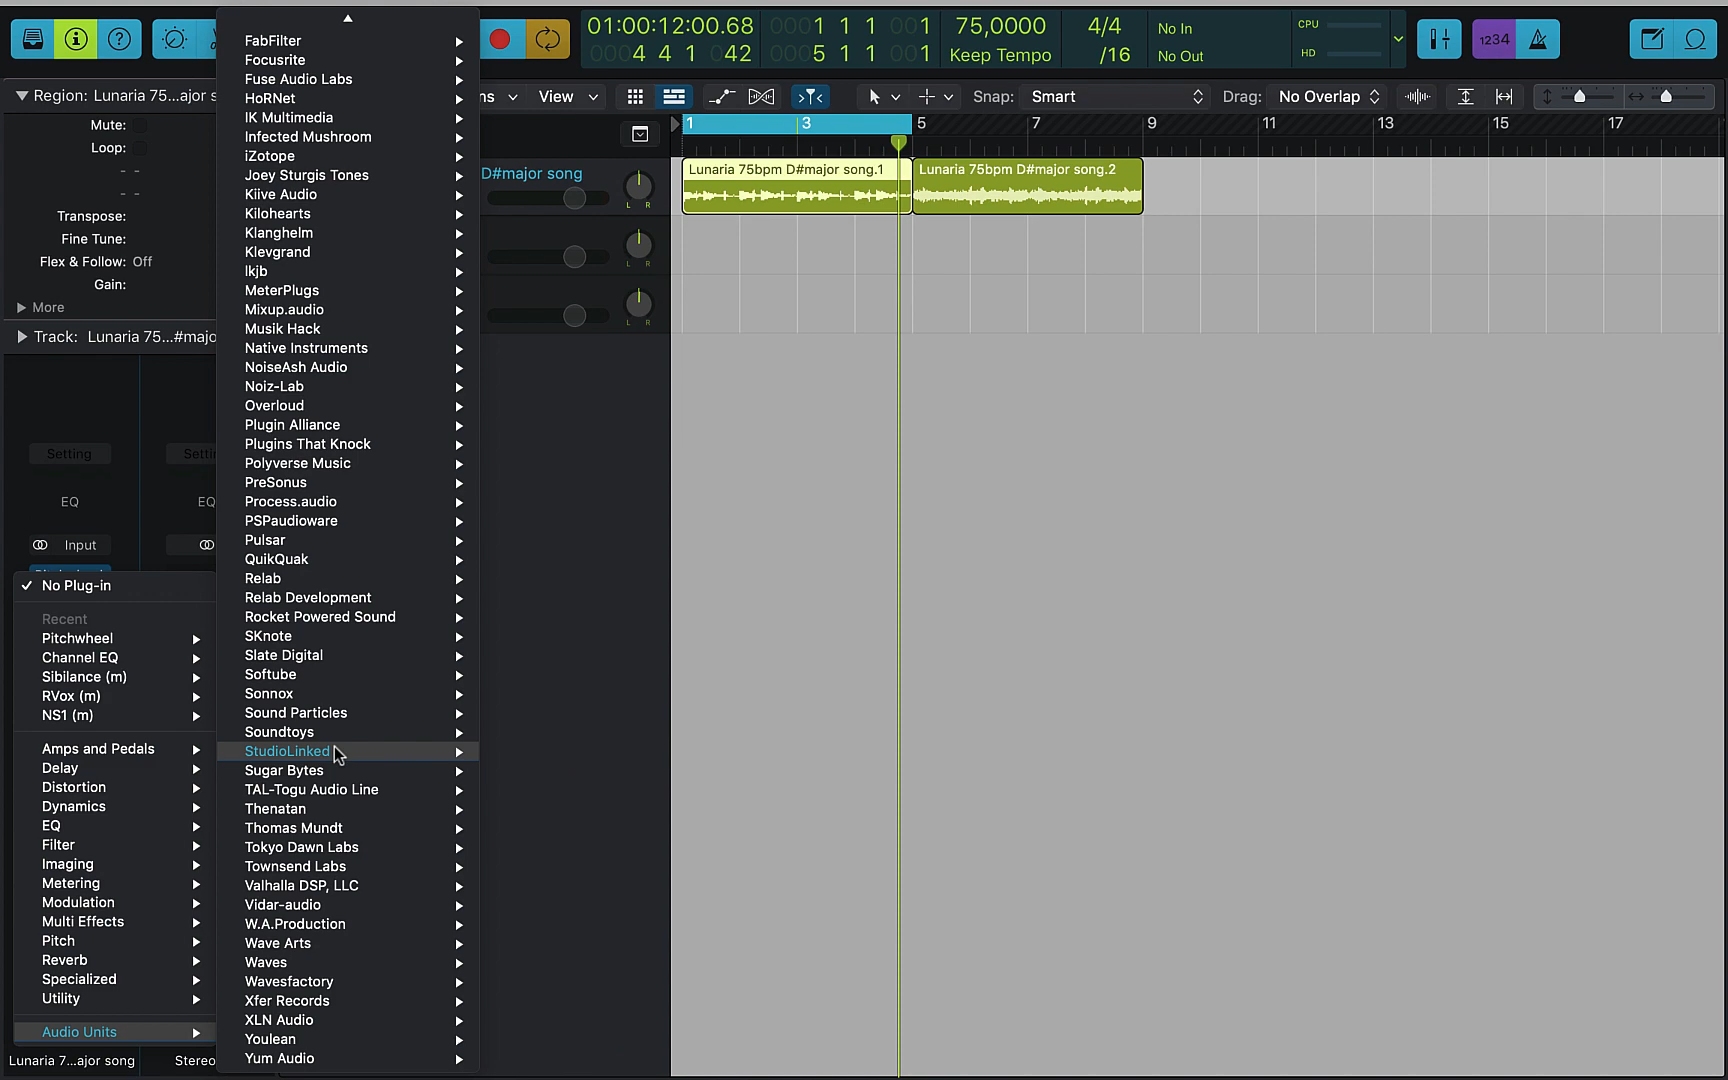 01:00:12:00.68
0001 1 1 001
75,0000
4/4
No In
CPU
1234
0004 4 1 042
0005 1 1 001
Keep Tempo
/16
No Out
HD
Region: Lunaria 75...ajor s
ns
View
Snap: Smart
Drag: No Overlap
Mute:
Loop:
- -
- -
Transpose:
Fine Tune:
Flex & Follow: Off
Gain:
More
Track: Lunaria 75...#majo
1 3 5 7 9 11 13 15 17
D#major song
L R
L R
L R
Lunaria 75bpm D#major song.1
Lunaria 75bpm D#major song.2
Setting
Setti
EQ
EQ
Input
No Plug-in
Recent
Pitchwheel
Channel EQ
Sibilance (m)
RVox (m)
NS1 (m)
Amps and Pedals
Delay
Distortion
Dynamics
EQ
Filter
Imaging
Metering
Modulation
Multi Effects
Pitch
Reverb
Specialized
Utility
Audio Units
Lunaria 7...ajor song
Stereo
FabFilter
Focusrite
Fuse Audio Labs
HoRNet
IK Multimedia
Infected Mushroom
iZotope
Joey Sturgis Tones
Kiive Audio
Kilohearts
Klanghelm
Klevgrand
lkjb
MeterPlugs
Mixup.audio
Musik Hack
Native Instruments
NoiseAsh Audio
Noiz-Lab
Overloud
Plugin Alliance
Plugins That Knock
Polyverse Music
PreSonus
Process.audio
PSPaudioware
Pulsar
QuikQuak
Relab
Relab Development
Rocket Powered Sound
SKnote
Slate Digital
Softube
Sonnox
Sound Particles
Soundtoys
StudioLinked
Sugar Bytes
TAL-Togu Audio Line
Thenatan
Thomas Mundt
Tokyo Dawn Labs
Townsend Labs
Valhalla DSP, LLC
Vidar-audio
W.A.Production
Wave Arts
Waves
Wavesfactory
Xfer Records
XLN Audio
Youlean
Yum Audio